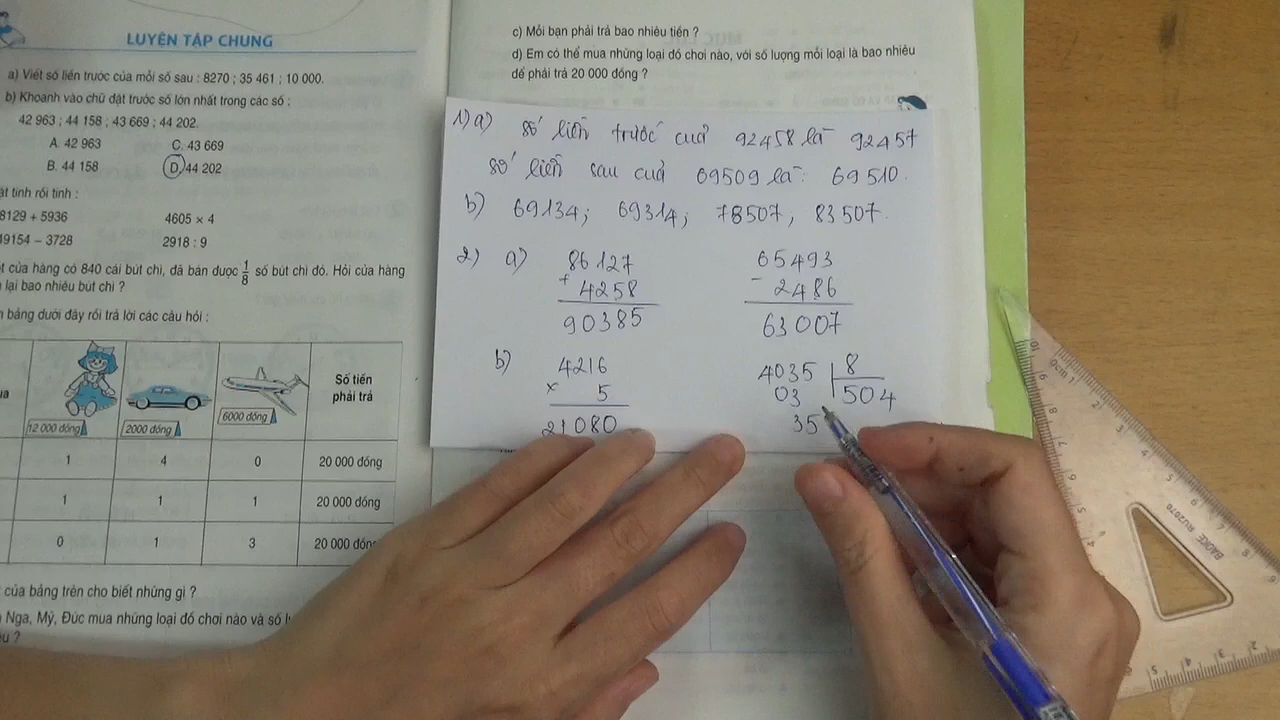 LUYỆN TẬP CHUNG
a) Viết số liền trước của mỗi số sau : 8270 ; 35 461 ; 10 000.
b) Khoanh vào chữ đặt trước số lớn nhất trong các số :
42 963 ; 44 158 ; 43 669 ; 44 202.
A. 42 963
C. 43 669
B. 44 158
D. 44 202
ặt tính rồi tính :
8129 + 5936
4605 × 4
49154 − 3728
2918 : 9
t cửa hàng có 840 cái bút chì, đã bán được 1/8 số bút chì đó. Hỏi cửa hàng
lại bao nhiêu bút chì ?
bảng dưới đây rồi trả lời các câu hỏi :
Số tiền
phải trả
12 000 đồng
2000 đồng
6000 đồng
1
4
0
20 000 đồng
1
1
1
20 000 đồng
0
1
3
20 000 đồng
của bảng trên cho biết những gì ?
Nga, Mỹ, Đức mua những loại đồ chơi nào và số
c) Mỗi bạn phải trả bao nhiêu tiền ?
d) Em có thể mua những loại đồ chơi nào, với số lượng mỗi loại là bao nhiêu
để phải trả 20 000 đồng ?
1) a) số liền trước của 92458 là 92457
số liền sau của 69509 là: 69510.
b) 69134; 69314; 78507, 83507.
2) a) 86127
+ 4258
90385
65493
− 2486
63007
b) 4216
× 5
21080
4035 8
03 504
35
0cm 1
BAOKE RU2070